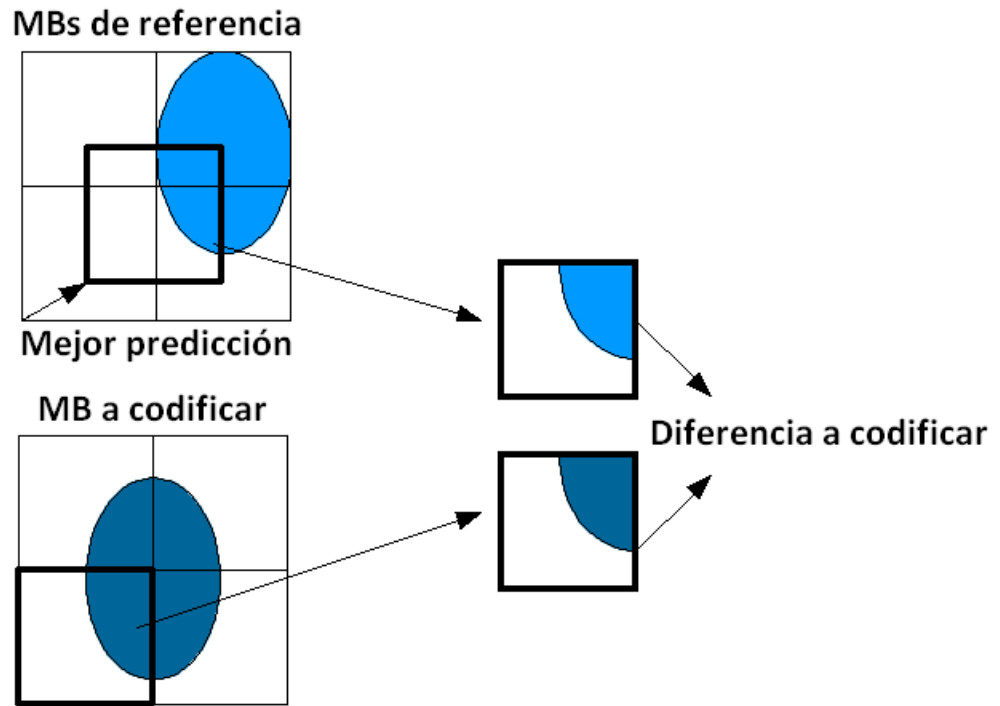 MBs de referencia
Mejor predicción
MB a codificar
Diferencia a codificar